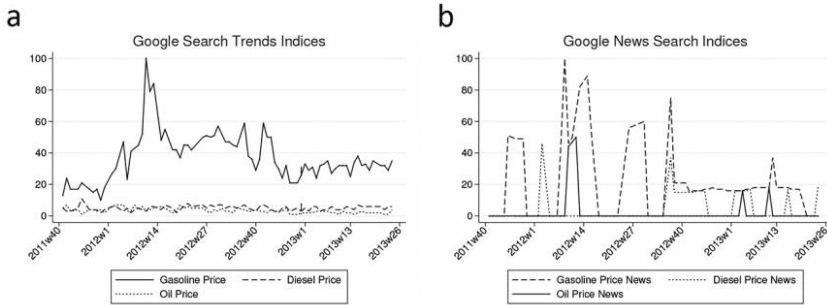 a
Google Search Trends Indices
100
80
60
40
20
0
2011w40
2012w1
2012w14
2012w27
2012w40
2013w1
2013w13
2013w26
Gasoline Price
Diesel Price
Oil Price
b
Google News Search Indices
100
80
60
40
20
0
2011w40
2012w1
2012w14
2012w27
2012w40
2013w1
2013w13
2013w26
Gasoline Price News
Diesel Price News
Oil Price News